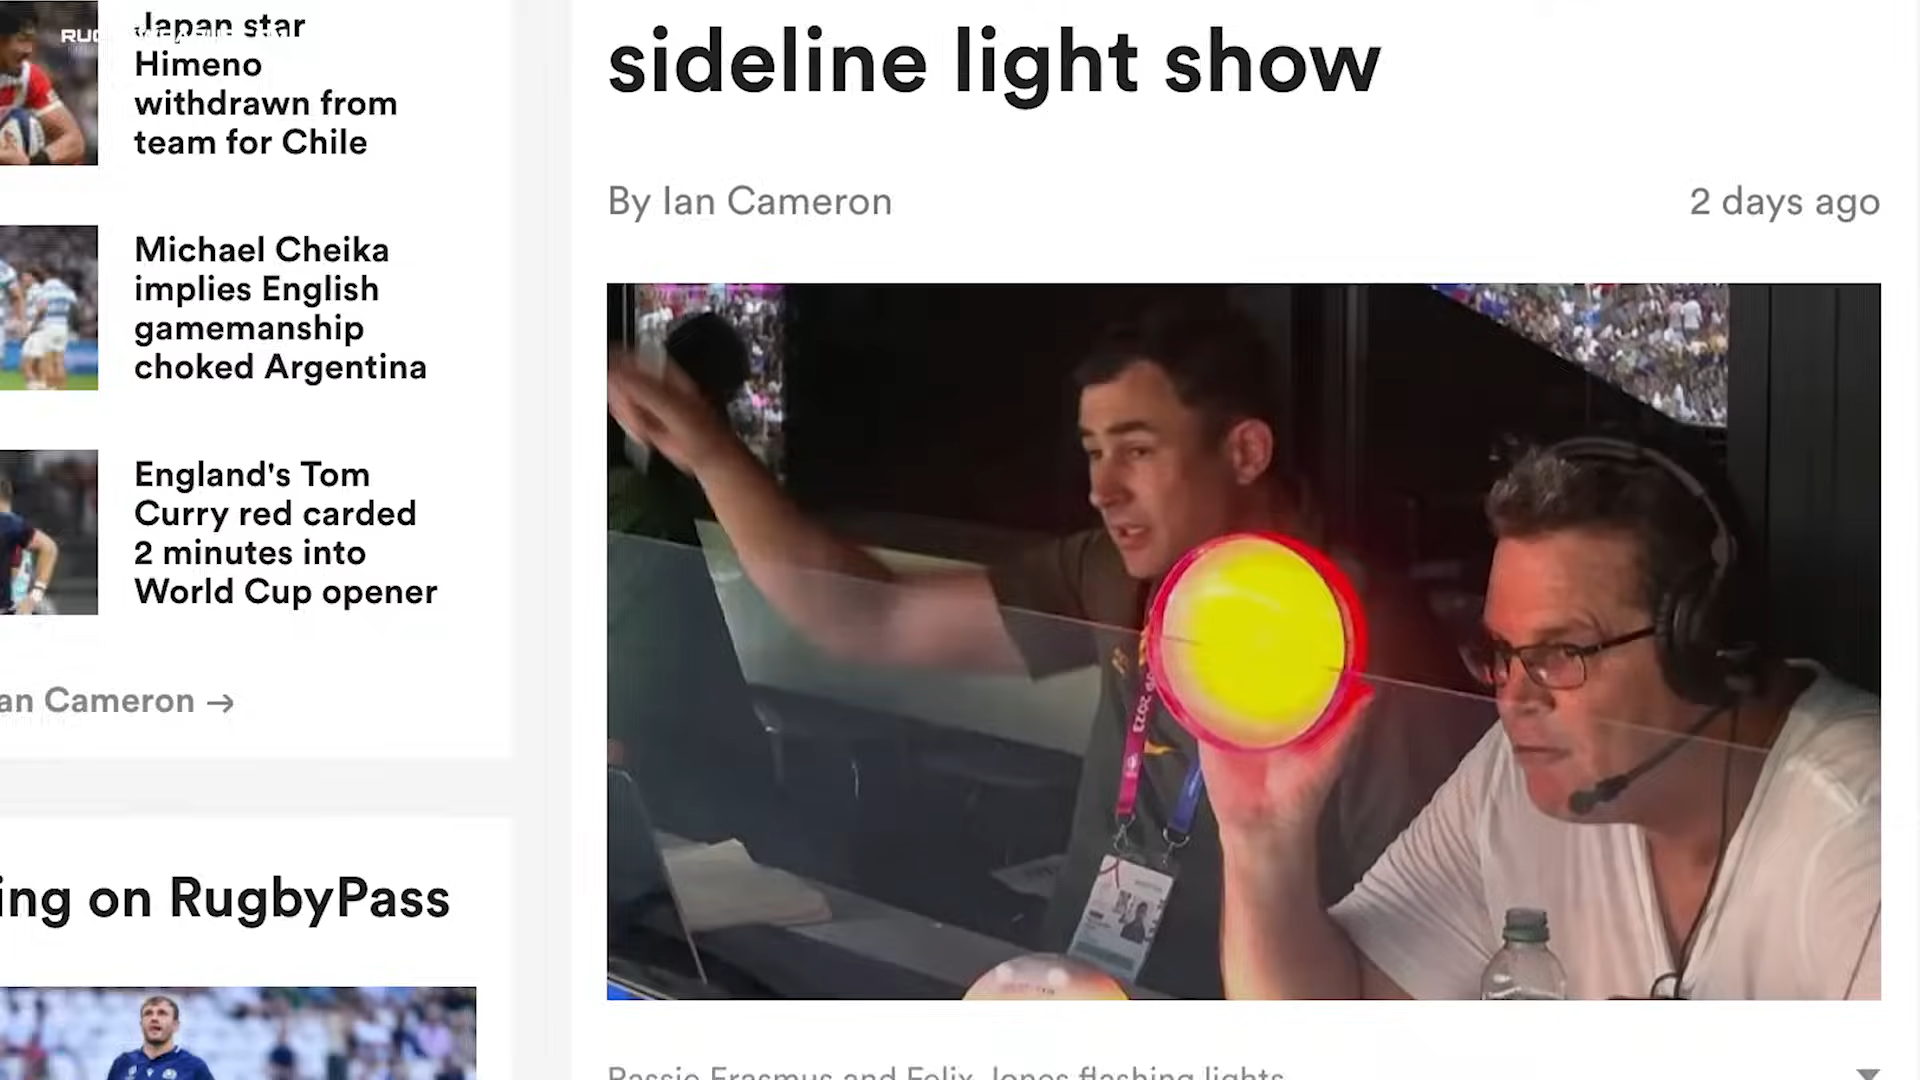 Japan star
Himeno
withdrawn from
team for Chile
Michael Cheika
implies English
gamemanship
choked Argentina
England's Tom
Curry red carded
2 minutes into
World Cup opener
an Cameron →
ing on RugbyPass
sideline light show
By Ian Cameron
2 days ago
Rassie Erasmus and Felix Jones flashing lights